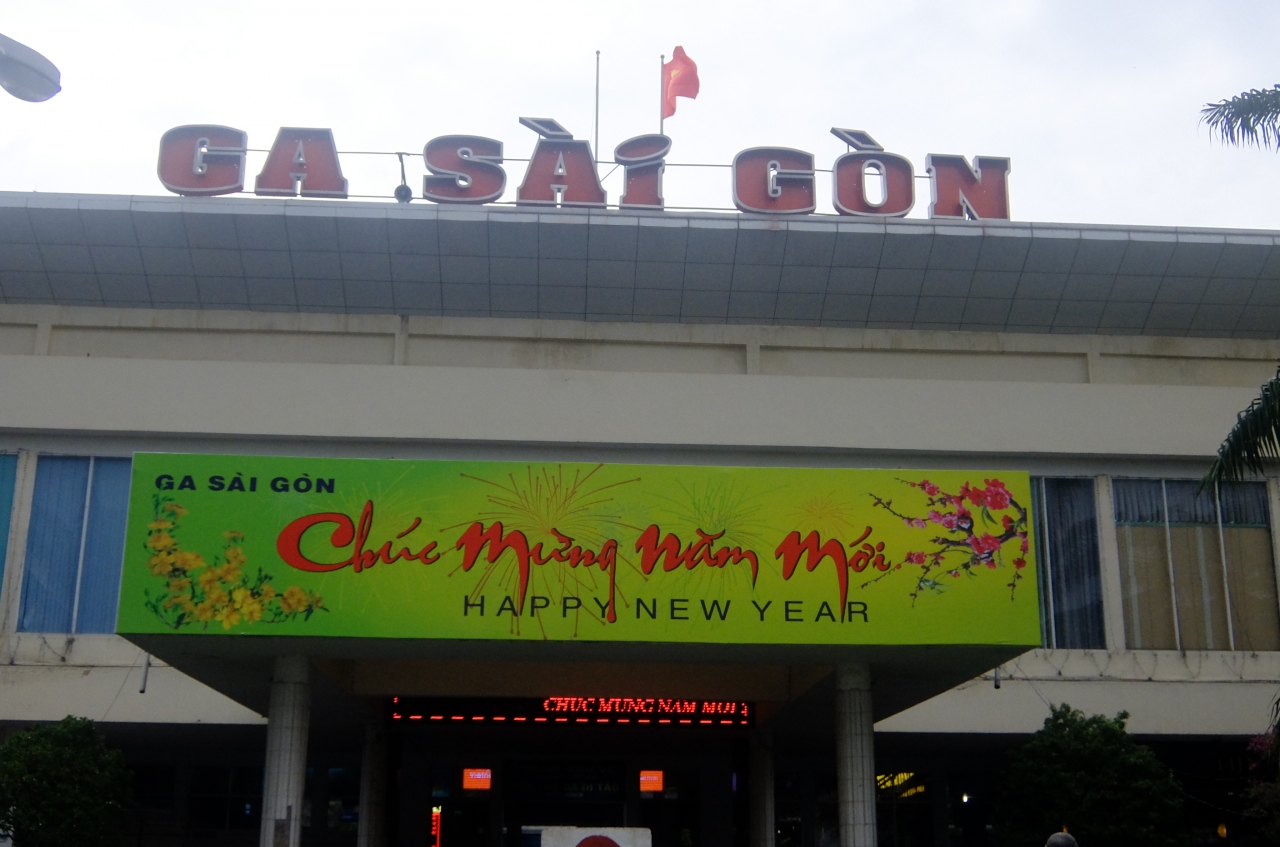 GA SÀI GÒN
GA SÀI GÒN
Chúc Mừng Năm Mới
HAPPY NEW YEAR
CHUC MUNG NAM MOI